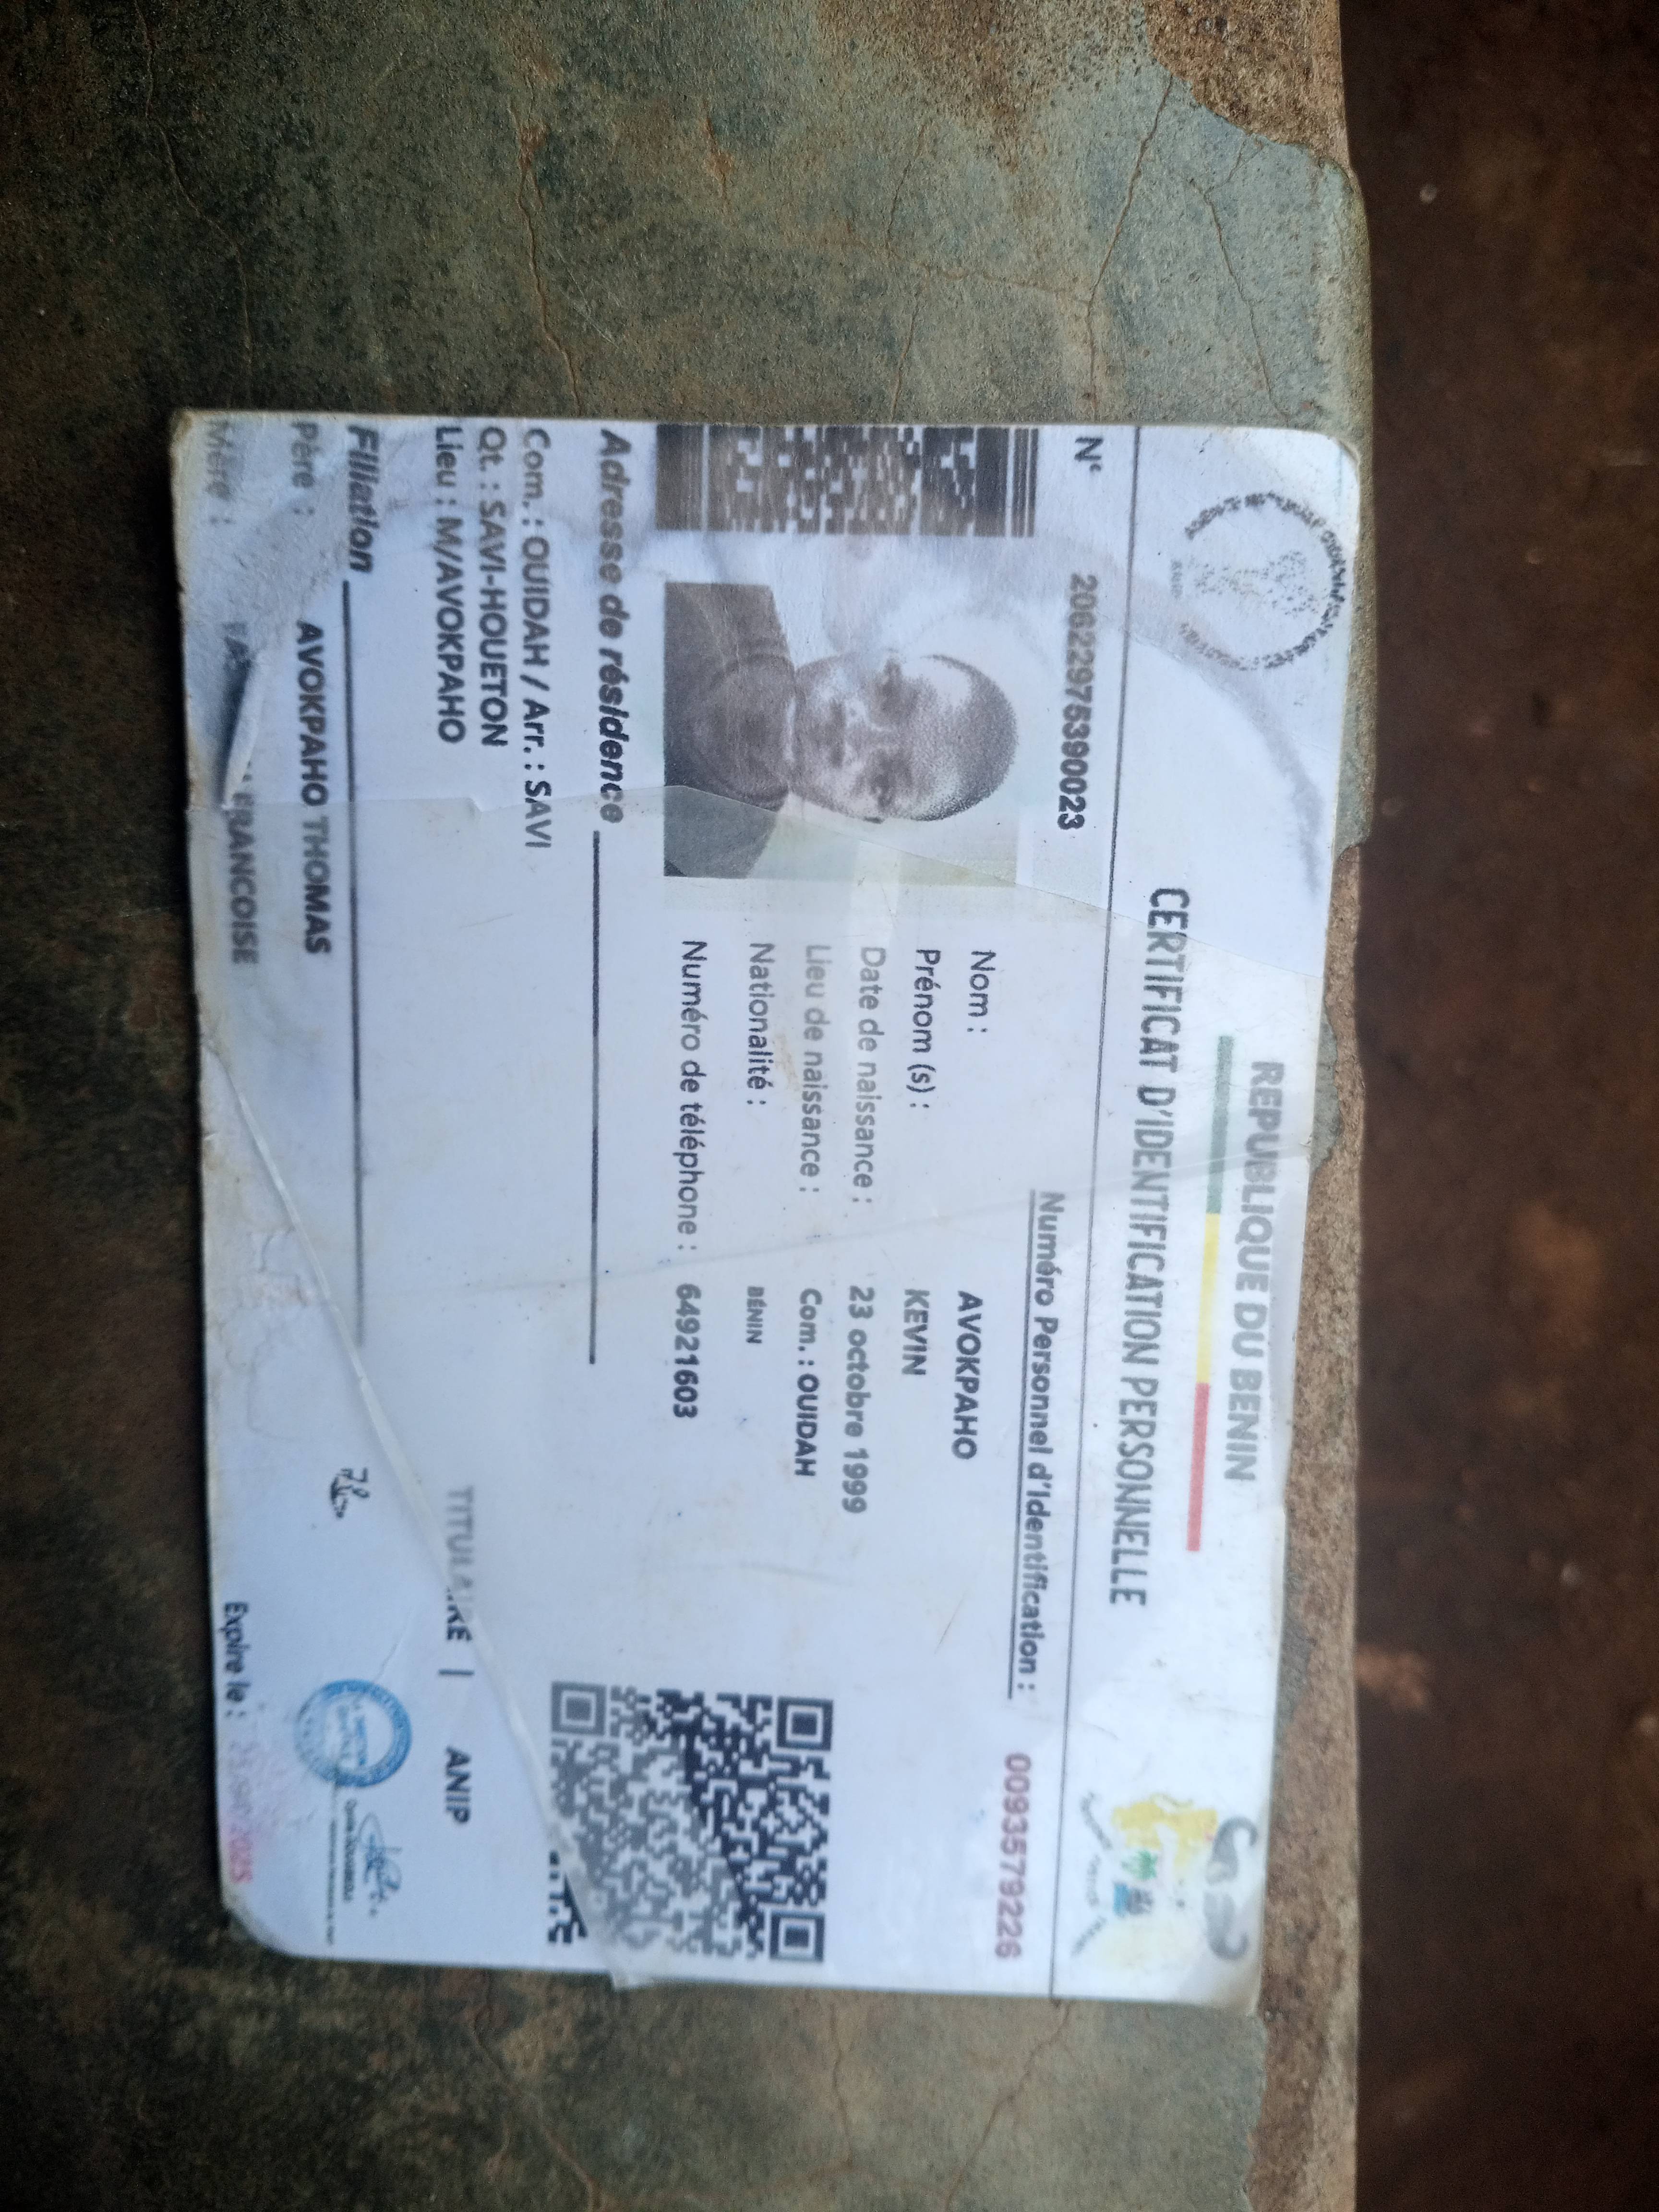 REPUBLIQUE DU BENIN
CERTIFICAT D'IDENTIFICATION PERSONNELLE
N° 2062297539002​3
Numéro Personnel d'Identification : 0093579226
Nom : AVOKPAHO
Prénom (s) : KEVIN
Date de naissance : 23 octobre 1999
Lieu de naissance : Com. : OUIDAH
Nationalité : BÉNIN
Numéro de téléphone : 64921603
Adresse de résidence
Com. : OUIDAH / Arr. : SAVI
Qt. : SAVI-HOUETON
Lieu : M/AVOKPAHO
TITULAIRE | ANIP
Filiation
Père : AVOKPAHO THOMAS
Mère : FRANCOISE
Expire le : 2025